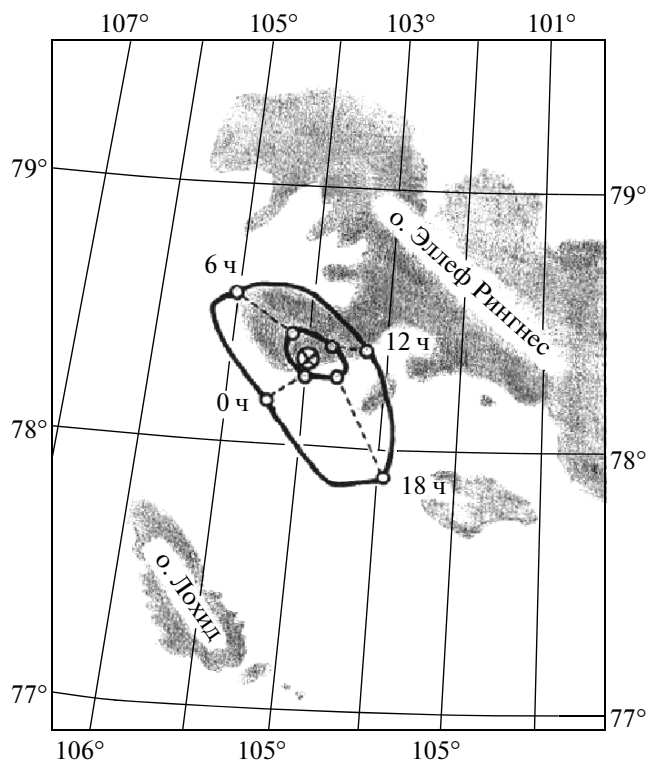 107° 105° 103° 101°
79° 79°
о. Эллеф Рингнес
6 ч
12 ч
0 ч
78° 78°
18 ч
о. Лохид
77° 77°
106° 105° 105°